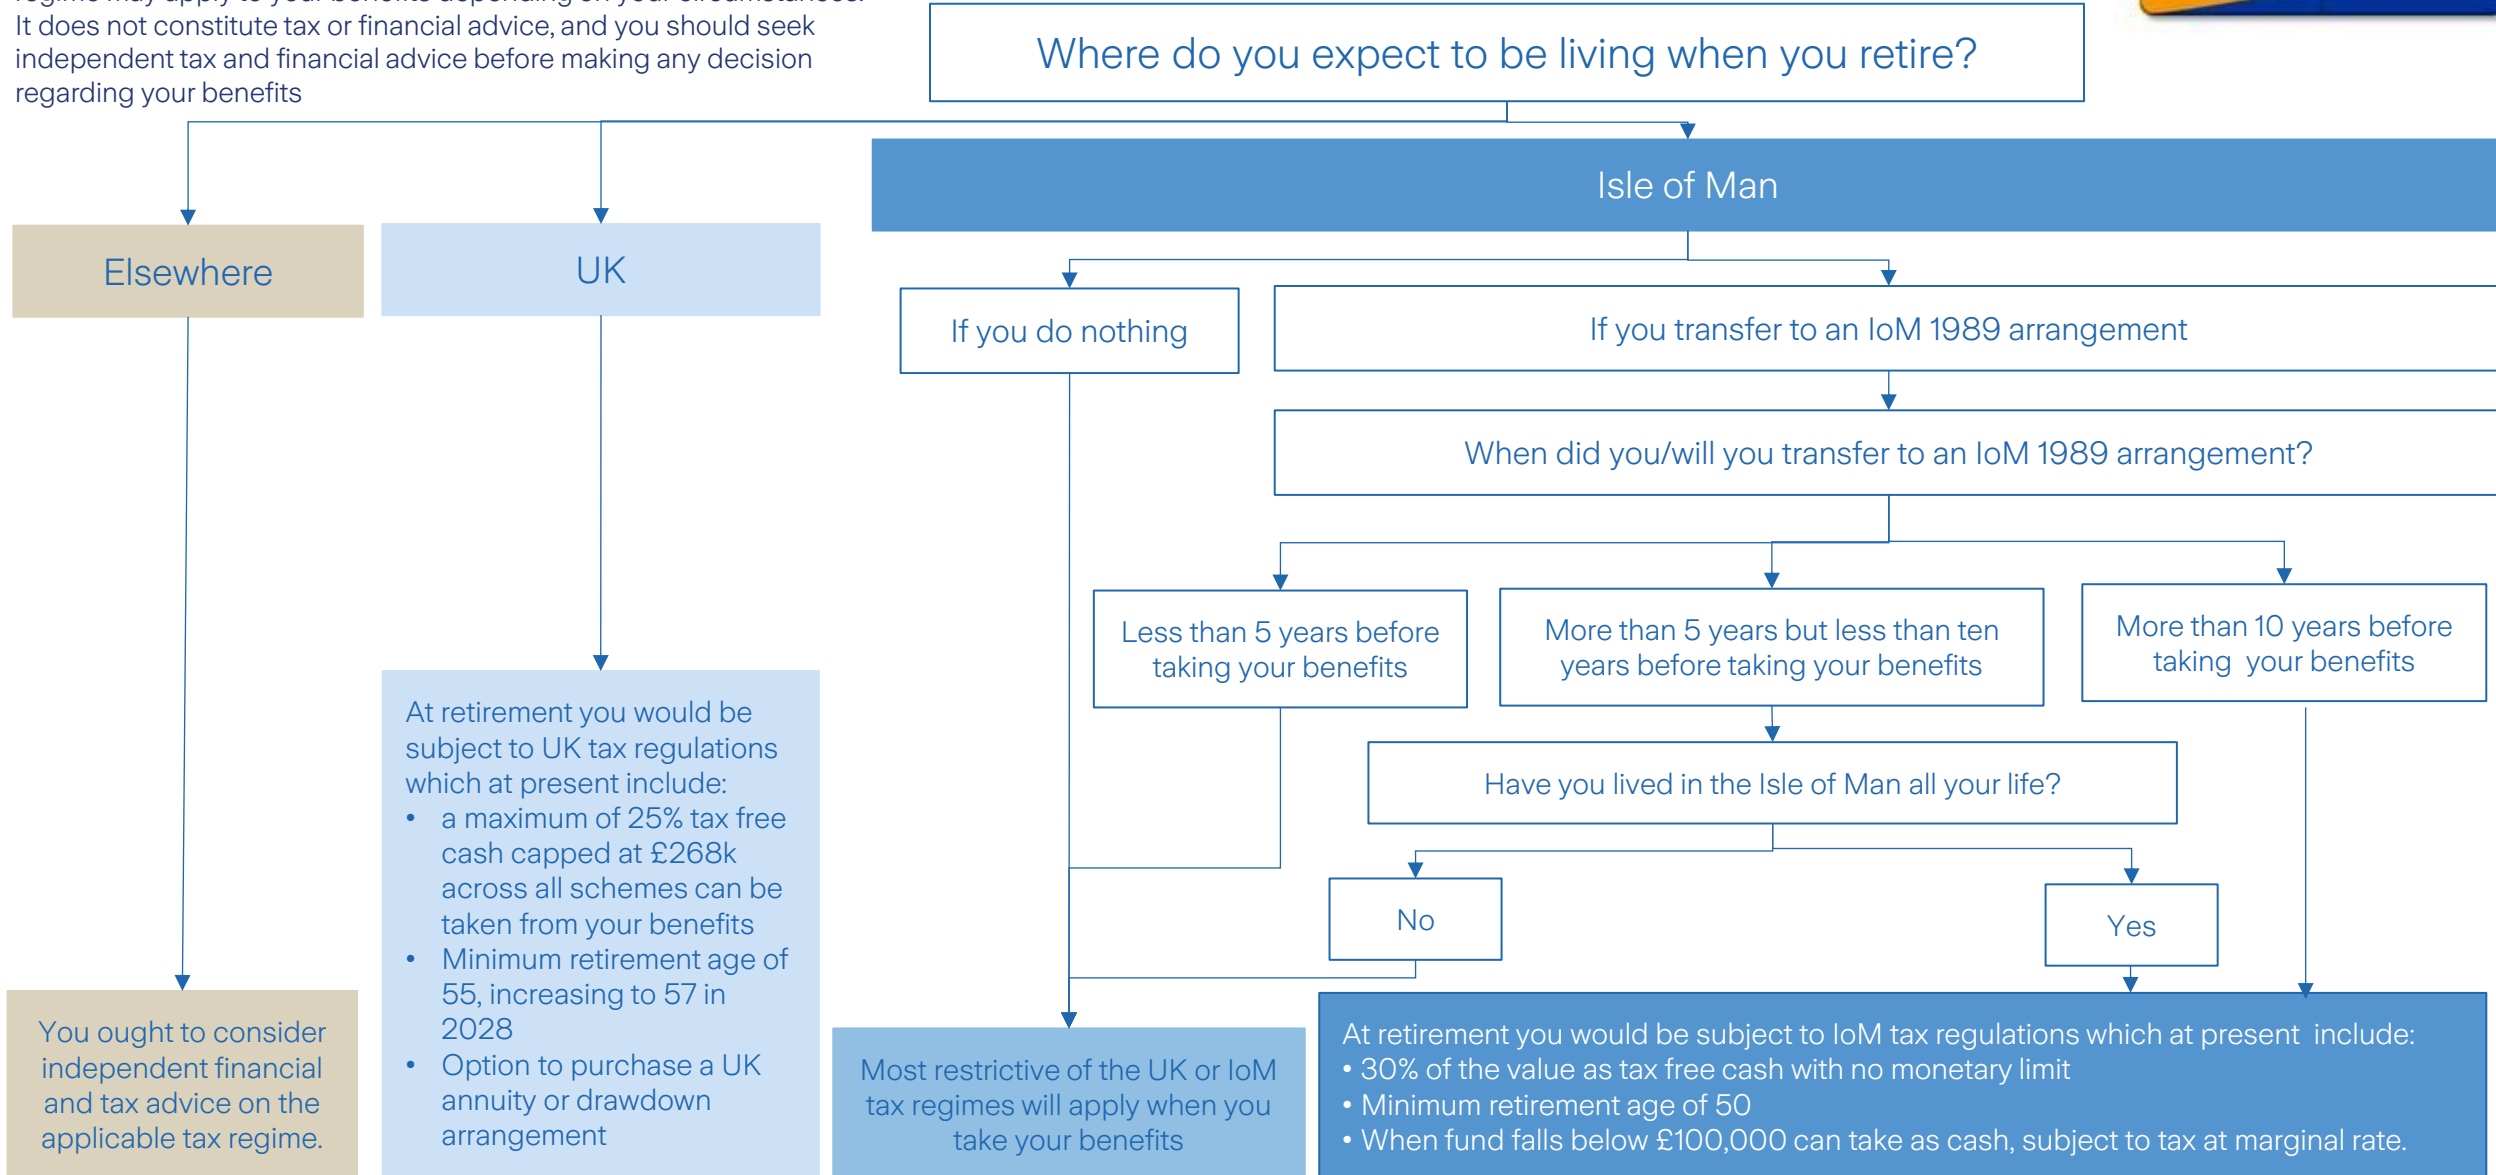 regime may apply to your benefits depending on your circumstances.
It does not constitute tax or financial advice, and you should seek
independent tax and financial advice before making any decision
regarding your benefits
Where do you expect to be living when you retire?
Isle of Man
Elsewhere
UK
If you do nothing
If you transfer to an IoM 1989 arrangement
When did you/will you transfer to an IoM 1989 arrangement?
Less than 5 years before
taking your benefits
More than 5 years but less than ten
years before taking your benefits
More than 10 years before
taking your benefits
Have you lived in the Isle of Man all your life?
No
Yes
You ought to consider
independent financial
and tax advice on the
applicable tax regime.
At retirement you would be
subject to UK tax regulations
which at present include:
• a maximum of 25% tax free
cash capped at £268k
across all schemes can be
taken from your benefits
• Minimum retirement age of
55, increasing to 57 in
2028
• Option to purchase a UK
annuity or drawdown
arrangement
Most restrictive of the UK or IoM
tax regimes will apply when you
take your benefits
At retirement you would be subject to IoM tax regulations which at present include:
• 30% of the value as tax free cash with no monetary limit
• Minimum retirement age of 50
• When fund falls below £100,000 can take as cash, subject to tax at marginal rate.